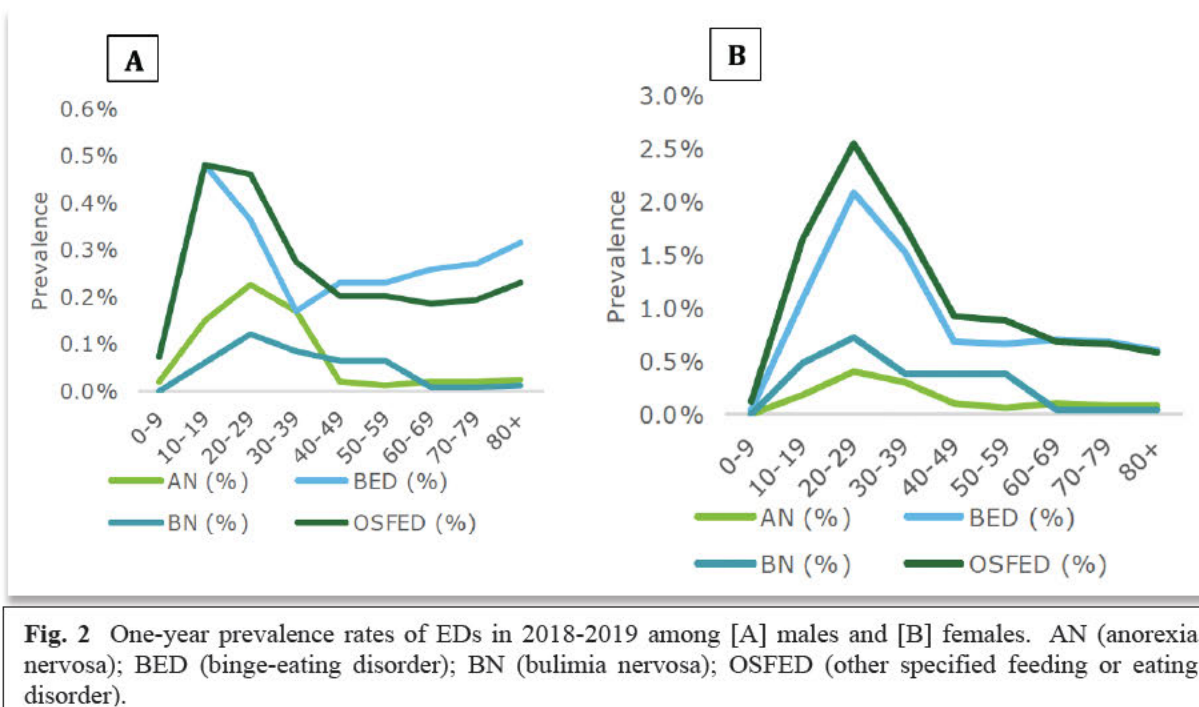 A
0.6%
0.5%
0.4%
0.3%
0.2%
0.1%
0.0%
Prevalence
0-9
10-19
20-29
30-39
40-49
50-59
60-69
70-79
80+
AN (%)
BED (%)
BN (%)
OSFED (%)
B
3.0%
2.5%
2.0%
1.5%
1.0%
0.5%
0.0%
Prevalence
0-9
10-19
20-29
30-39
40-49
50-59
60-69
70-79
80+
AN (%)
BED (%)
BN (%)
OSFED (%)
Fig. 2 One-year prevalence rates of EDs in 2018-2019 among [A] males and [B] females. AN (anorexia
nervosa); BED (binge-eating disorder); BN (bulimia nervosa); OSFED (other specified feeding or eating
disorder).